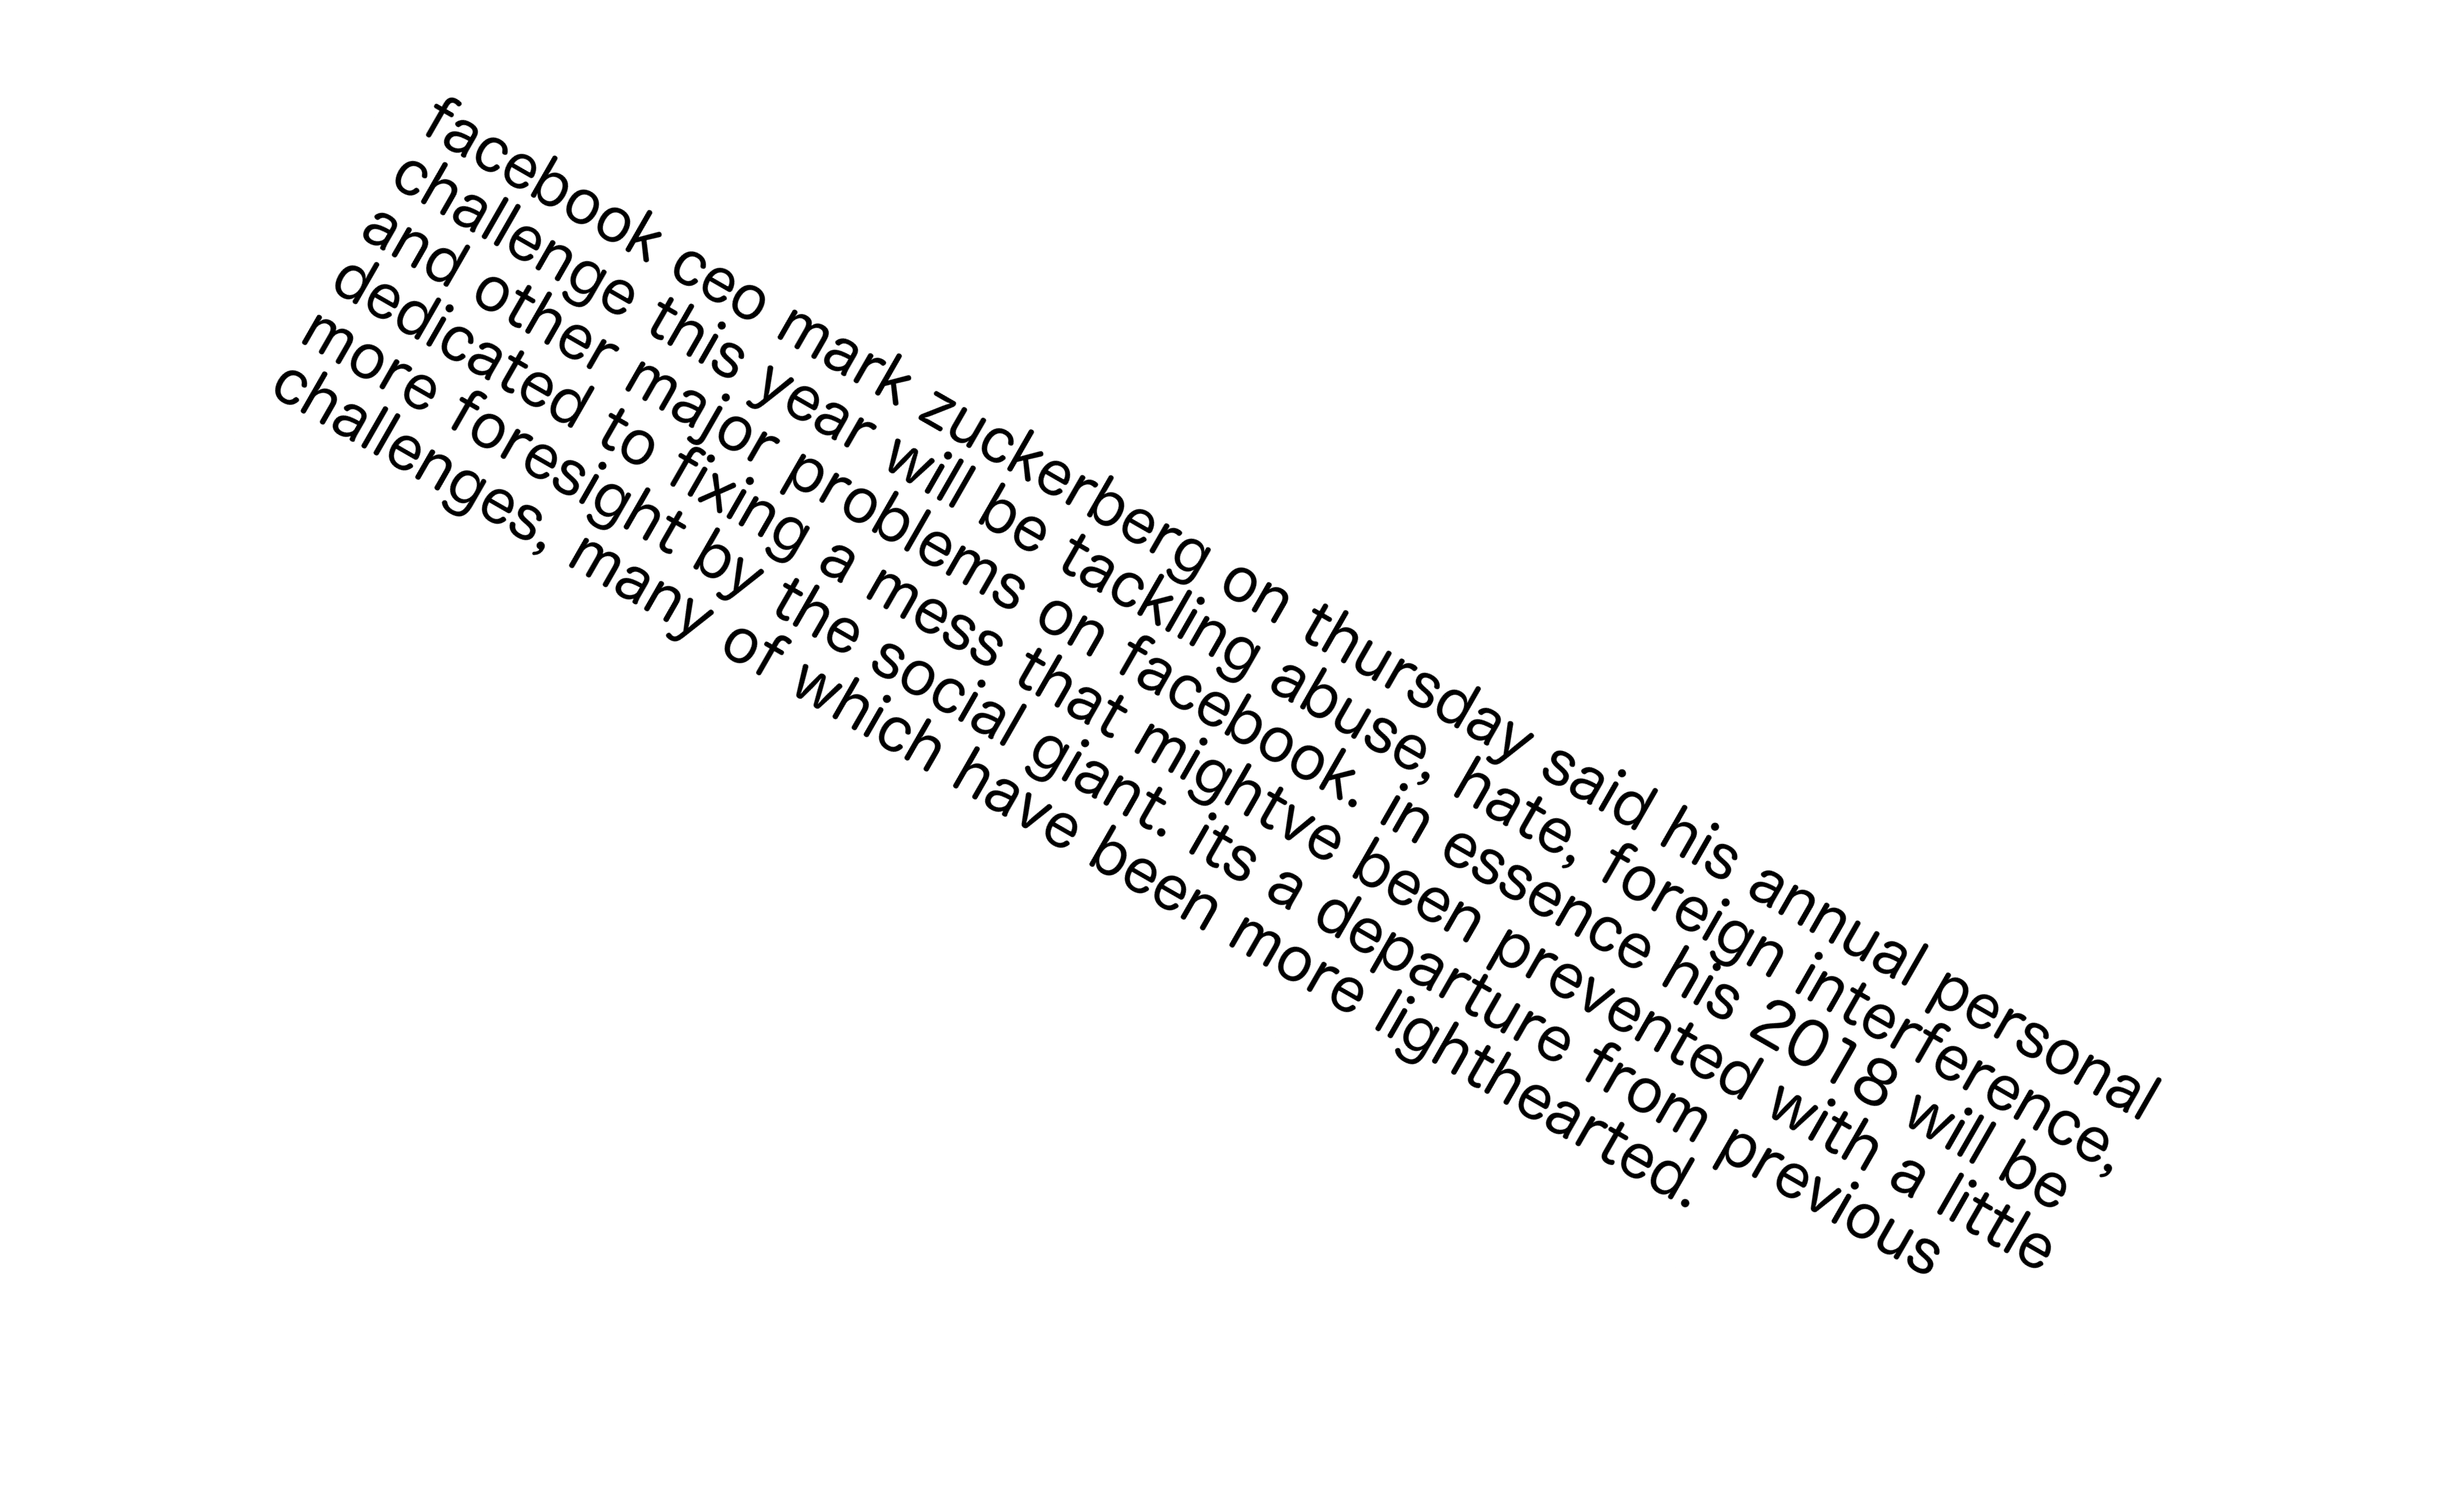 facebook ceo mark zuckerberg on thursday said his annual personal
challenge this year will be tackling abuse, hate, foreign interference,
and other major problems on facebook. in essence his 2018 will be
dedicated to fixing a mess that mightve been prevented with a little
more foresight by the social giant. its a departure from previous
challenges, many of which have been more lighthearted.